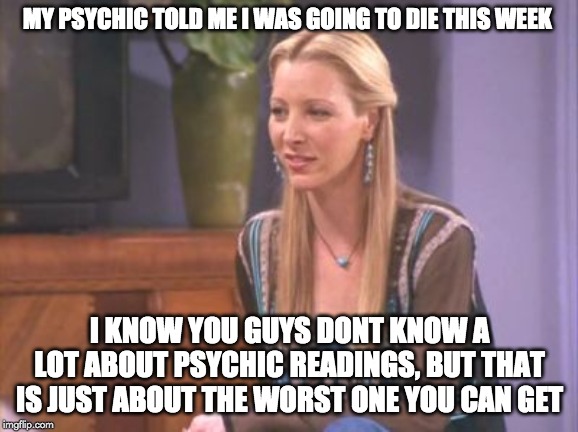 MY PSYCHIC TOLD ME I WAS GOING TO DIE THIS WEEK
I KNOW YOU GUYS DONT KNOW A
LOT ABOUT PSYCHIC READINGS, BUT THAT
IS JUST ABOUT THE WORST ONE YOU CAN GET
imgflip.com